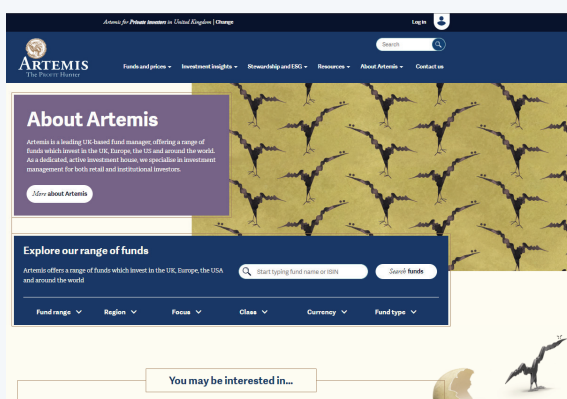 Artemis for Private Investors in United Kingdom | Change
Log in
Search
ARTEMIS
The PROFIT Hunter
Funds and prices
Investment insights
Stewardship and ESG
Resources
About Artemis
Contact us
About Artemis
Artemis is a leading UK-based fund manager, offering a range of
funds which invest in the UK, Europe, the US and around the world.
As a dedicated, active investment house, we specialise in investment
management for both retail and institutional investors.
More about Artemis
Explore our range of funds
Artemis offers a range of funds which invest in the UK, Europe, the USA
and around the world
Start typing fund name or ISIN
Search funds
Fund range
Region
Focus
Class
Currency
Fund type
You may be interested in...